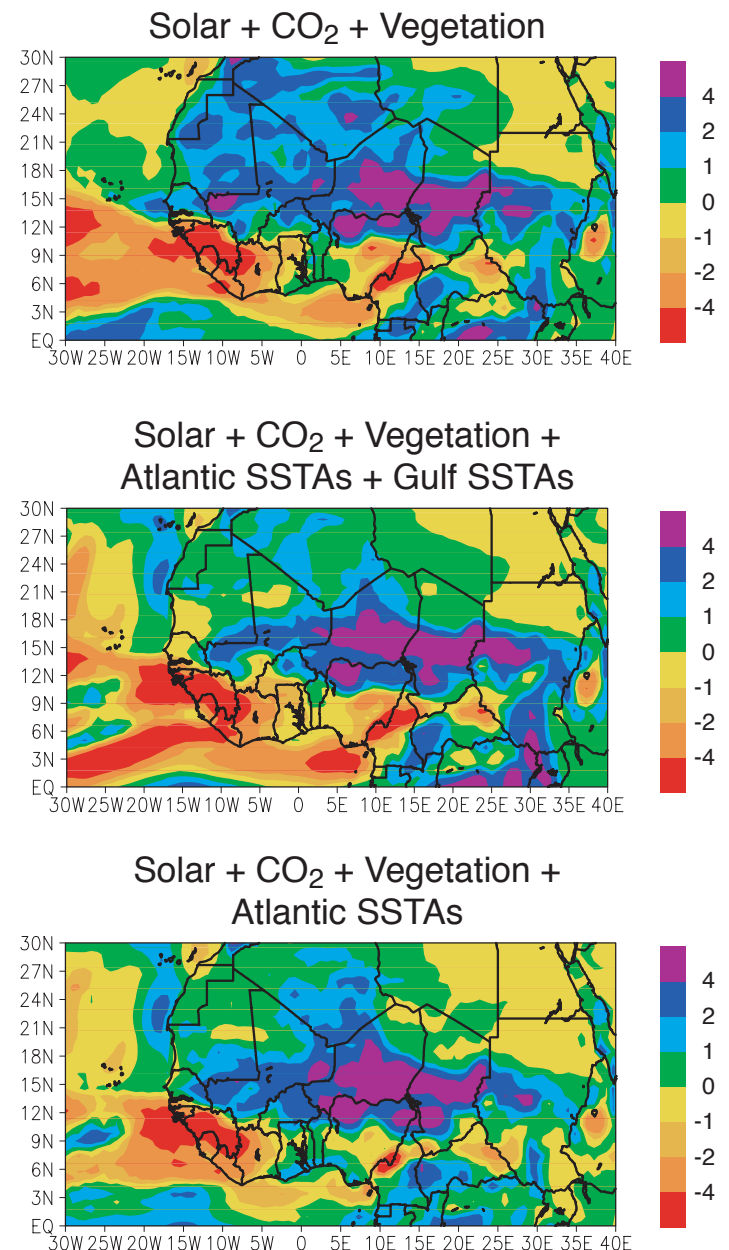 Solar + CO2 + Vegetation
30N
27N
24N
21N
18N
15N
12N
9N
6N
3N
EQ
30W 25W 20W 15W 10W 5W 0 5E 10E 15E 20E 25E 30E 35E 40E
4
2
1
0
-1
-2
-4
Solar + CO2 + Vegetation +
Atlantic SSTAs + Gulf SSTAs
30N
27N
24N
21N
18N
15N
12N
9N
6N
3N
EQ
30W 25W 20W 15W 10W 5W 0 5E 10E 15E 20E 25E 30E 35E 40E
4
2
1
0
-1
-2
-4
Solar + CO2 + Vegetation +
Atlantic SSTAs
30N
27N
24N
21N
18N
15N
12N
9N
6N
3N
EQ
30W 25W 20W 15W 10W 5W 0 5E 10E 15E 20E 25E 30E 35E 40E
4
2
1
0
-1
-2
-4